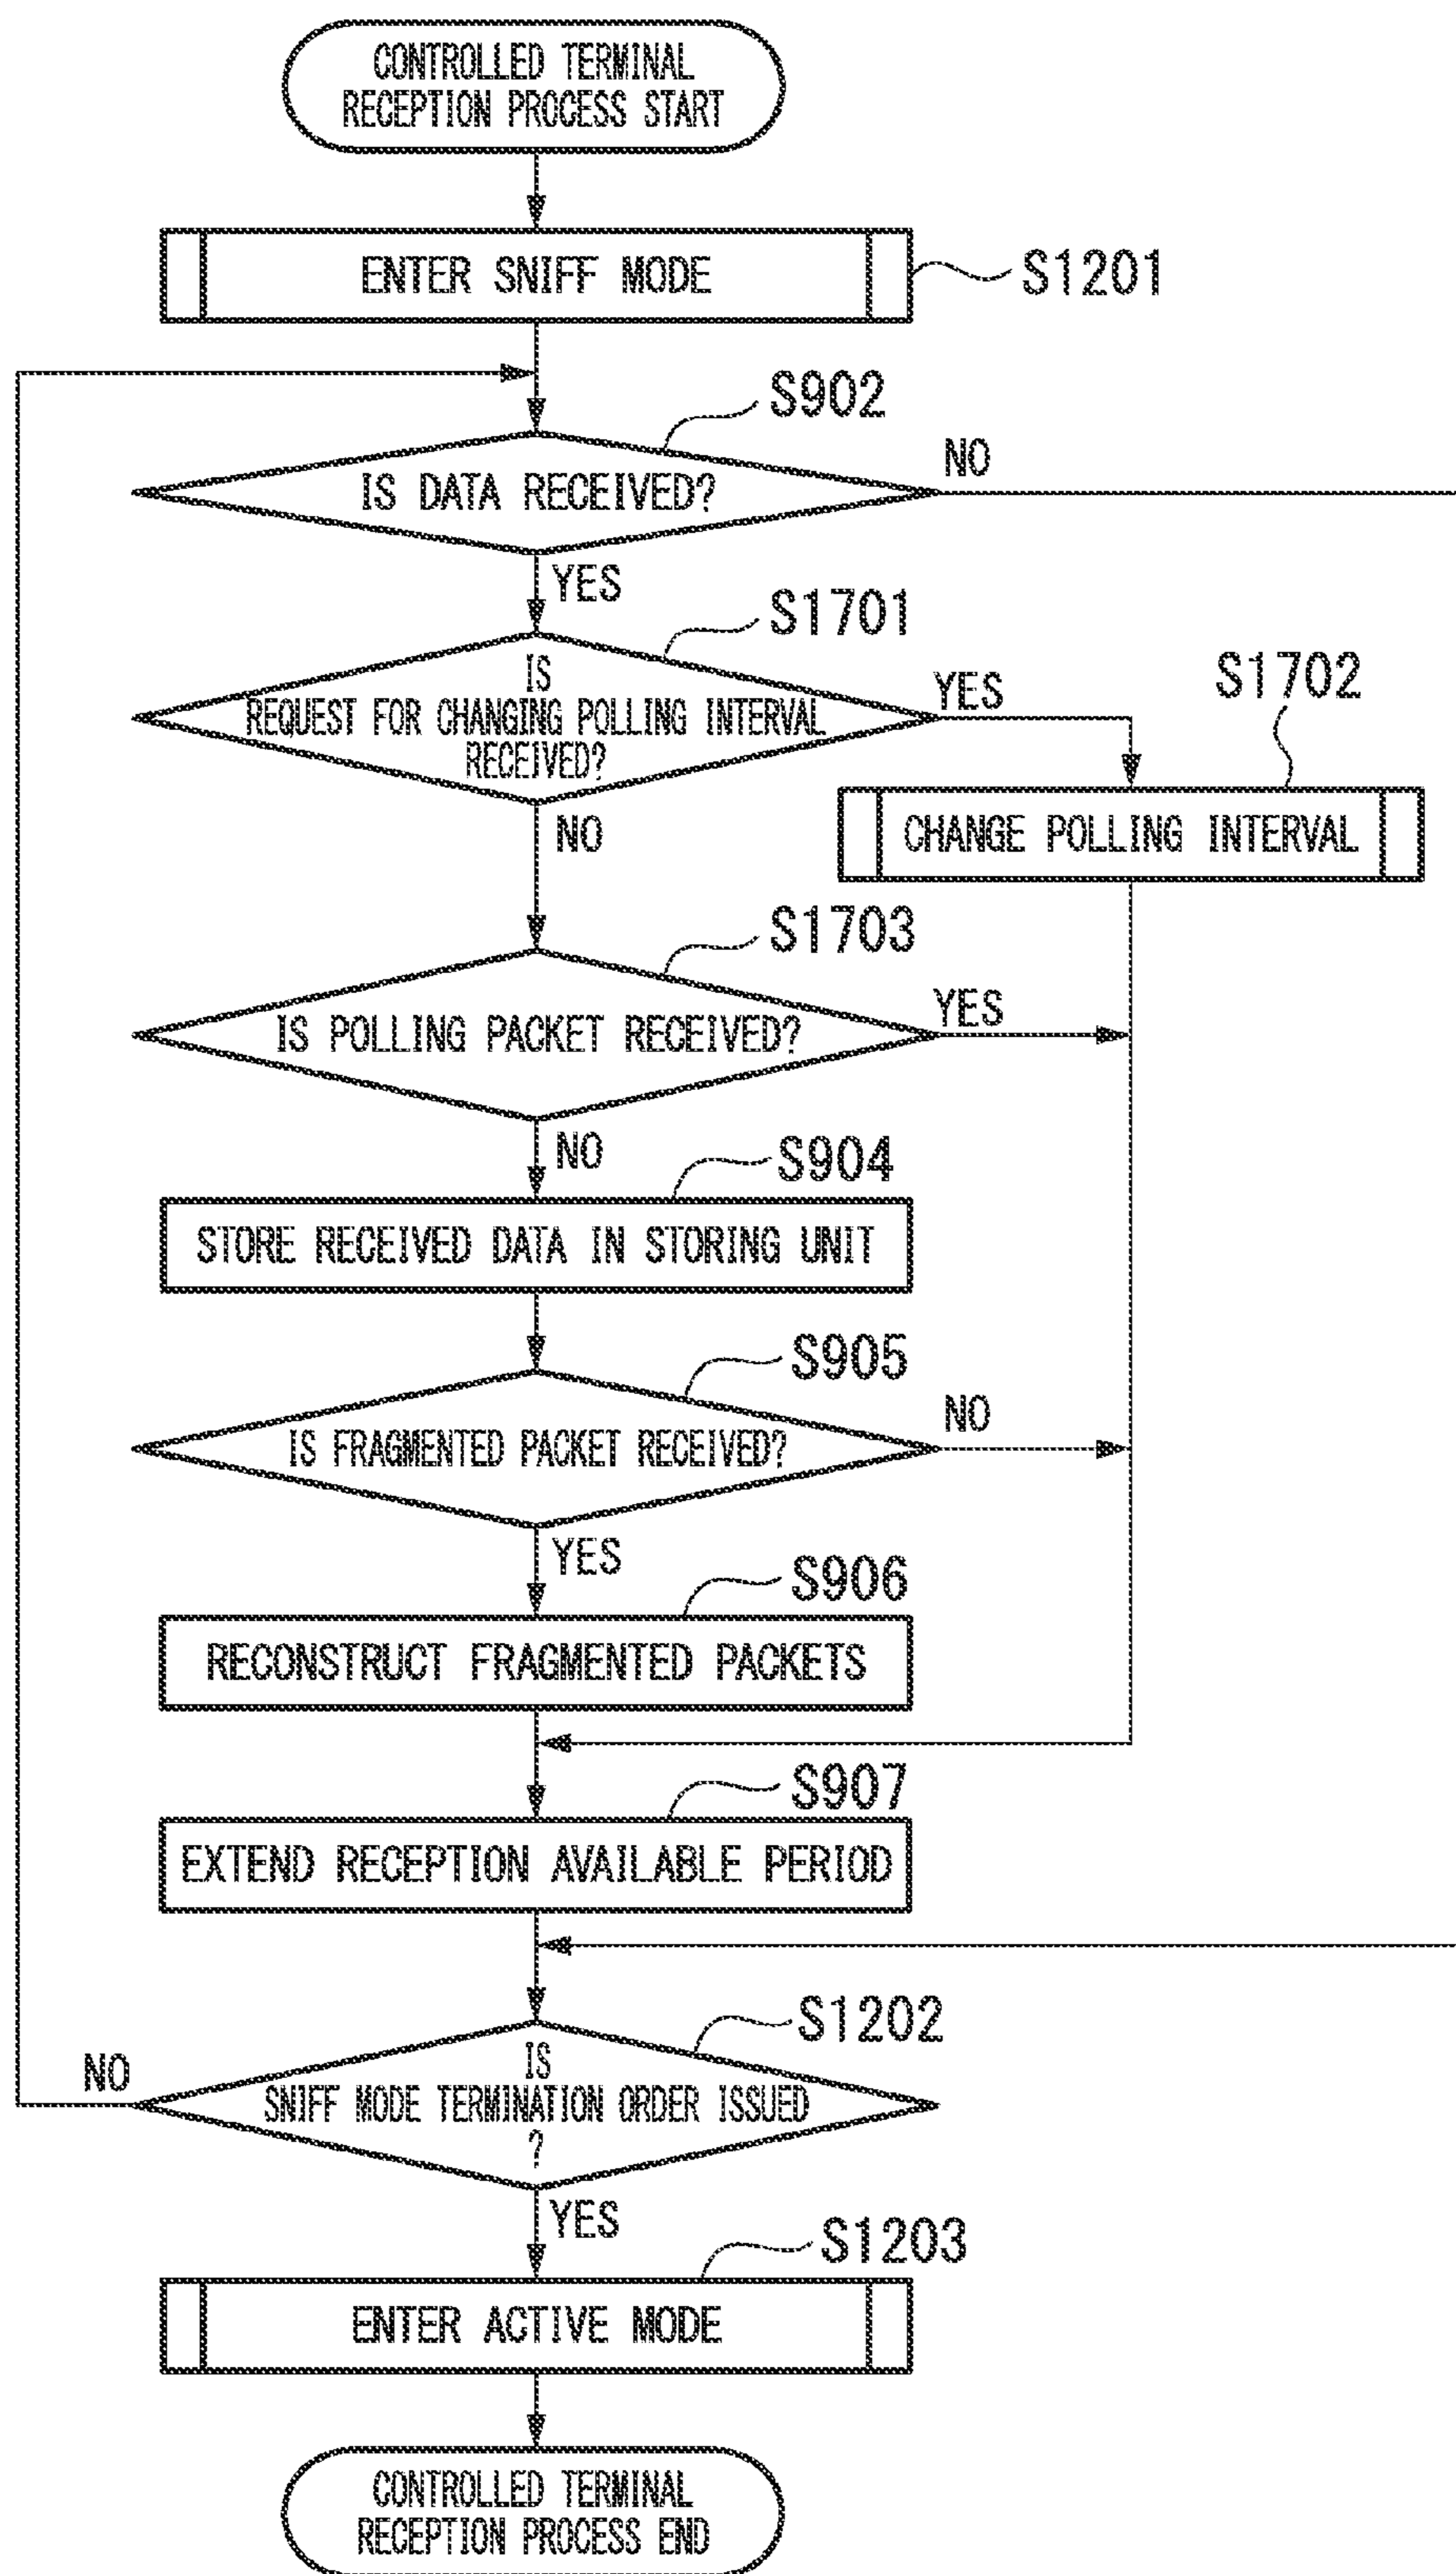 CONTROLLED TERMINAL
RECEPTION PROCESS START
ENTER SNIFF MODE
S1201
S902
IS DATA RECEIVED?
NO
YES
S1701
IS
REQUEST FOR CHANGING POLLING INTERVAL
RECEIVED?
YES
S1702
CHANGE POLLING INTERVAL
NO
S1703
IS POLLING PACKET RECEIVED?
YES
NO
S904
STORE RECEIVED DATA IN STORING UNIT
S905
IS FRAGMENTED PACKET RECEIVED?
NO
YES
S906
RECONSTRUCT FRAGMENTED PACKETS
S907
EXTEND RECEPTION AVAILABLE PERIOD
S1202
IS
SNIFF MODE TERMINATION ORDER ISSUED
?
NO
YES
S1203
ENTER ACTIVE MODE
CONTROLLED TERMINAL
RECEPTION PROCESS END